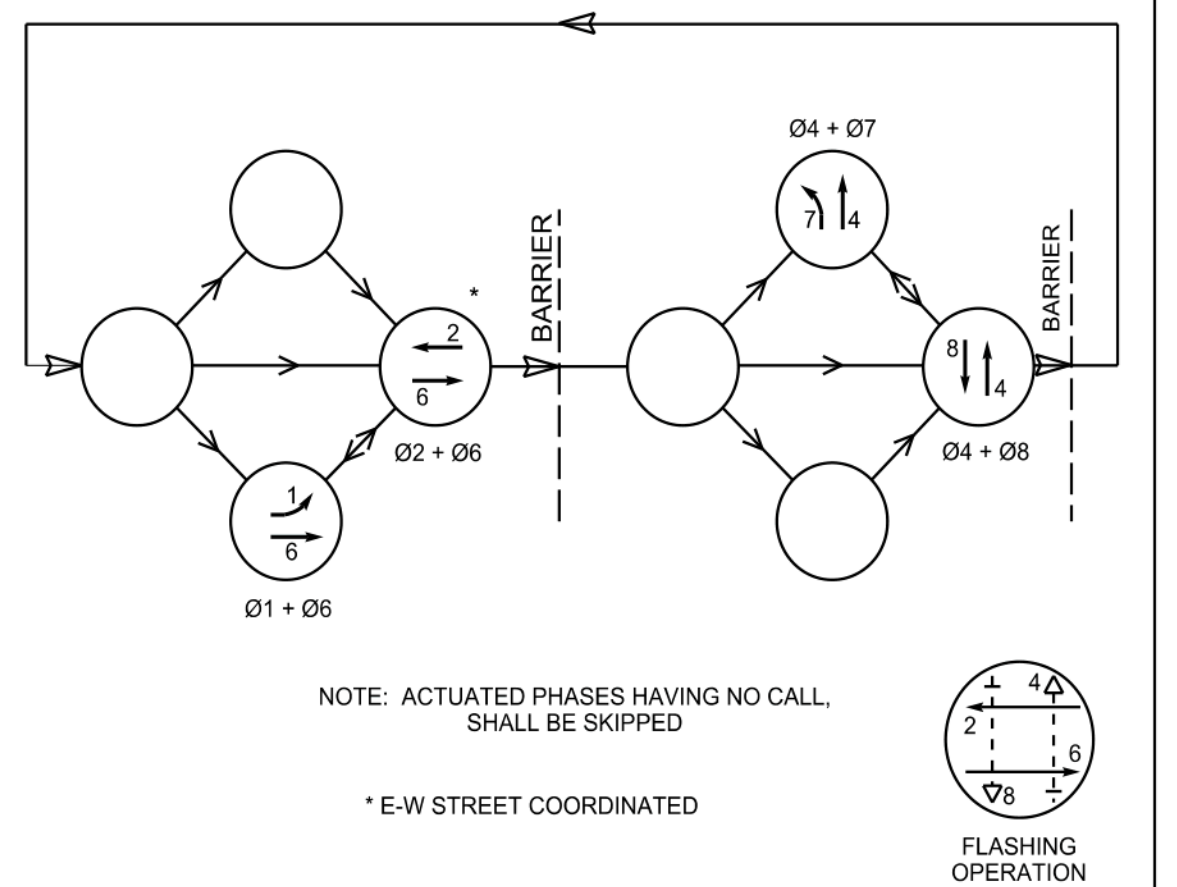 Ø4 + Ø7
7 4
BARRIER
BARRIER
*
2
6
Ø2 + Ø6
8 4
Ø4 + Ø8
1
6
Ø1 + Ø6
NOTE: ACTUATED PHASES HAVING NO CALL,
SHALL BE SKIPPED
* E-W STREET COORDINATED
4
2
6
8
FLASHING
OPERATION